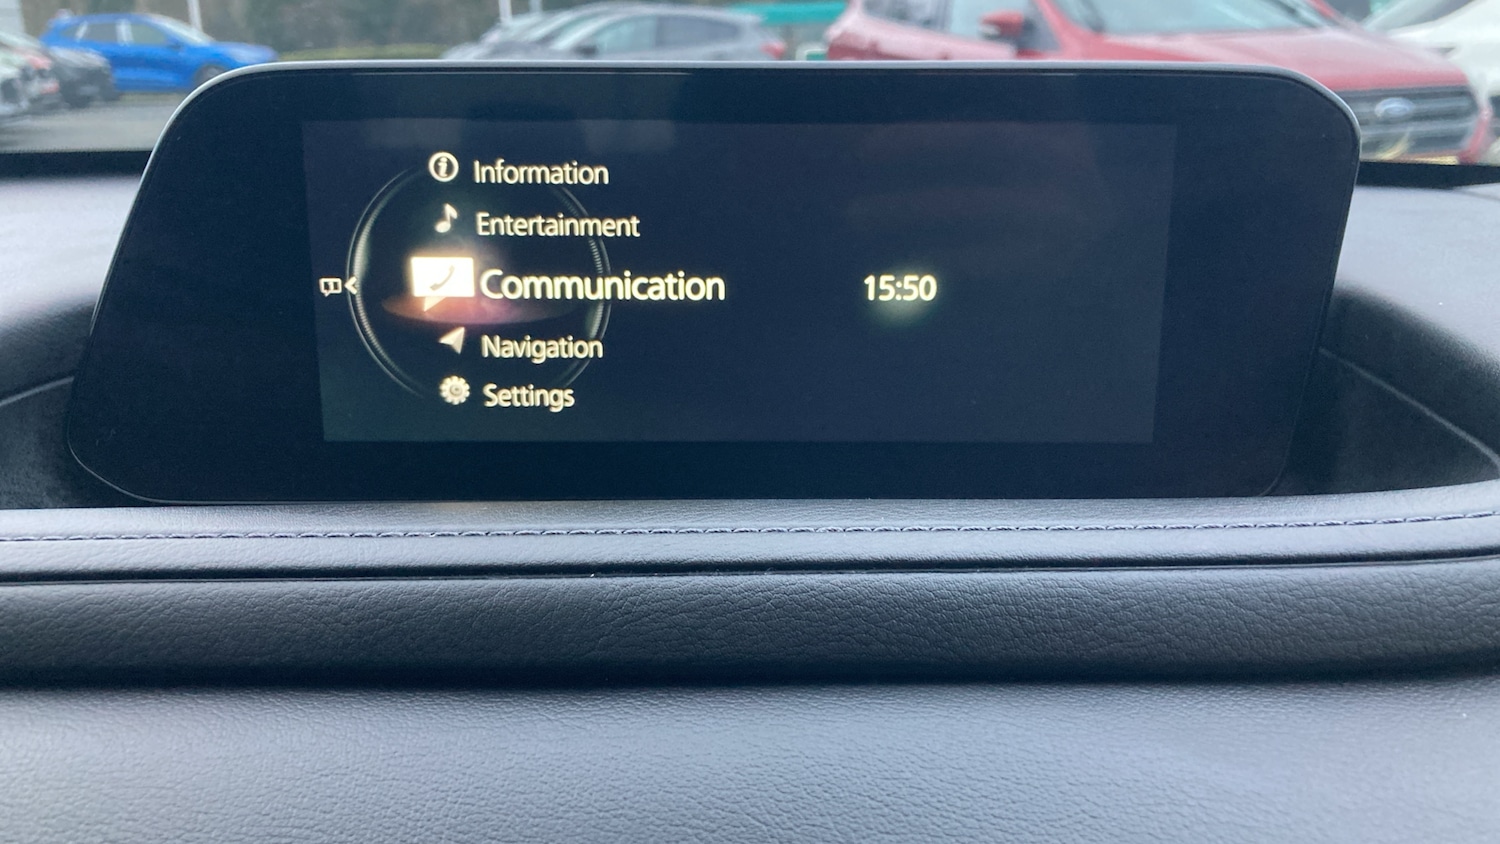 Information
Entertainment
Communication
15:50
Navigation
Settings